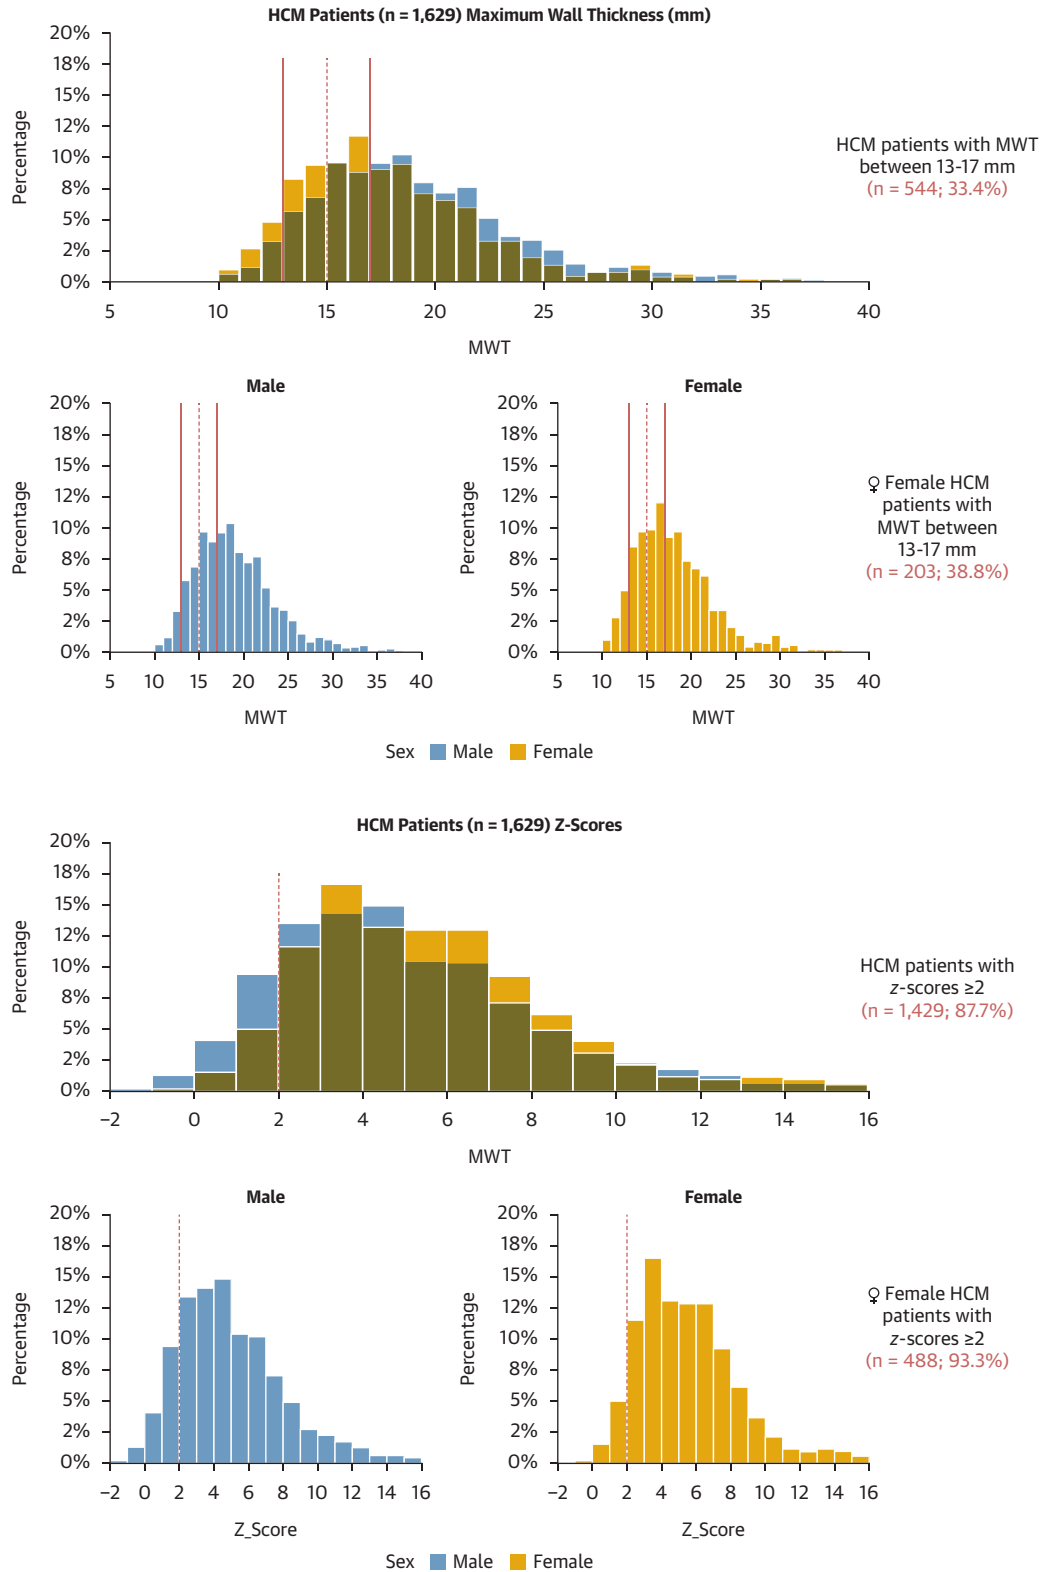 HCM Patients (n = 1,629) Maximum Wall Thickness (mm)
20%
18%
15%
12%
10%
8%
5%
2%
0%
Percentage
5 10 15 20 25 30 35 40
MWT
HCM patients with MWT
between 13-17 mm
(n = 544; 33.4%)
Male
20%
18%
15%
12%
10%
8%
5%
2%
0%
Percentage
5 10 15 20 25 30 35 40
MWT
Female
20%
18%
15%
12%
10%
8%
5%
2%
0%
Percentage
5 10 15 20 25 30 35 40
MWT
♀ Female HCM
patients with
MWT between
13-17 mm
(n = 203; 38.8%)
Sex Male Female
HCM Patients (n = 1,629) Z-Scores
20%
18%
15%
12%
10%
8%
5%
2%
0%
Percentage
−2 0 2 4 6 8 10 12 14 16
MWT
HCM patients with
z-scores ≥2
(n = 1,429; 87.7%)
Male
20%
18%
15%
12%
10%
8%
5%
2%
0%
Percentage
−2 0 2 4 6 8 10 12 14 16
Z_Score
Female
20%
18%
15%
12%
10%
8%
5%
2%
0%
Percentage
−2 0 2 4 6 8 10 12 14 16
Z_Score
♀ Female HCM
patients with
z-scores ≥2
(n = 488; 93.3%)
Sex Male Female